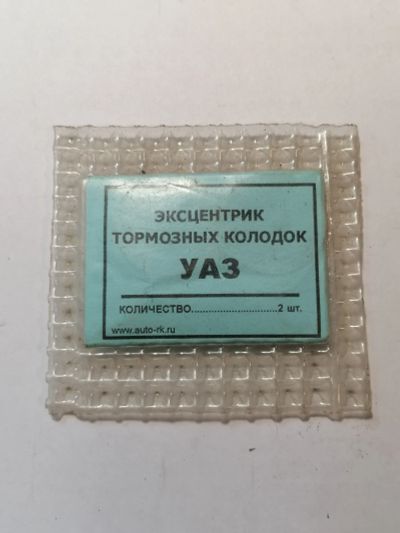 ЭКСЦЕНТРИК
ТОРМОЗНЫХ КОЛОДОК
УАЗ
КОЛИЧЕСТВО............................2 шт.
www.auto-rk.ru